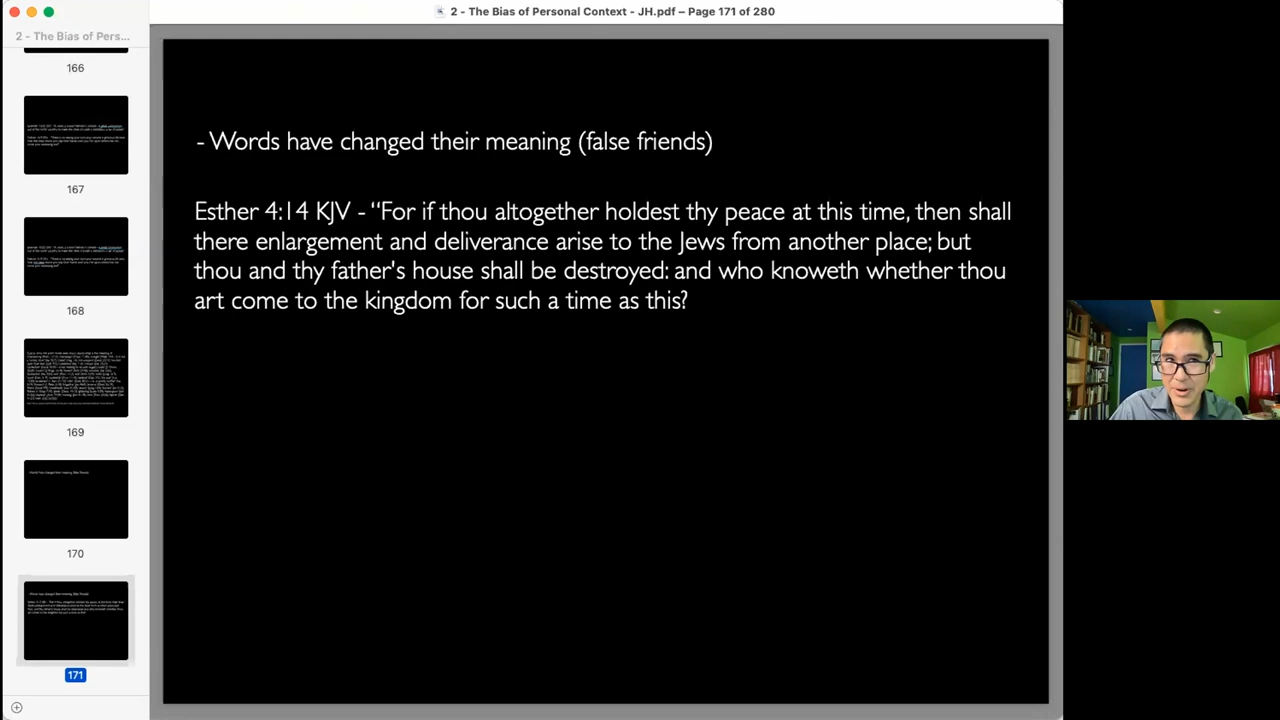 2 - The Bias of Personal Context - JH.pdf – Page 171 of 280
2 - The Bias of Pers...
166
167
168
169
170
171
- Words have changed their meaning (false friends)
Esther 4:14 KJV - “For if thou altogether holdest thy peace at this time, then shall
there enlargement and deliverance arise to the Jews from another place; but
thou and thy father's house shall be destroyed: and who knoweth whether thou
art come to the kingdom for such a time as this?